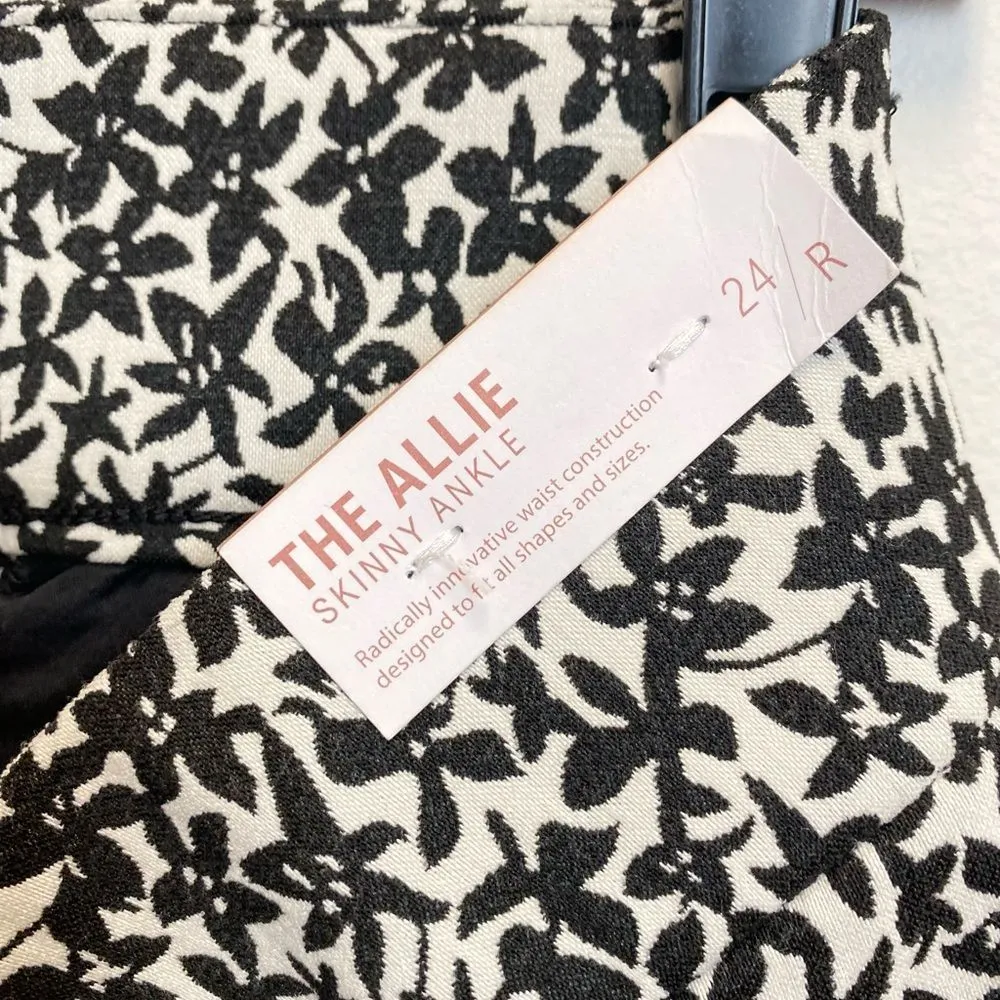 THE ALLIE
SKINNY ANKLE
Radically innovative waist construction
designed to fit all shapes and sizes.
24/R